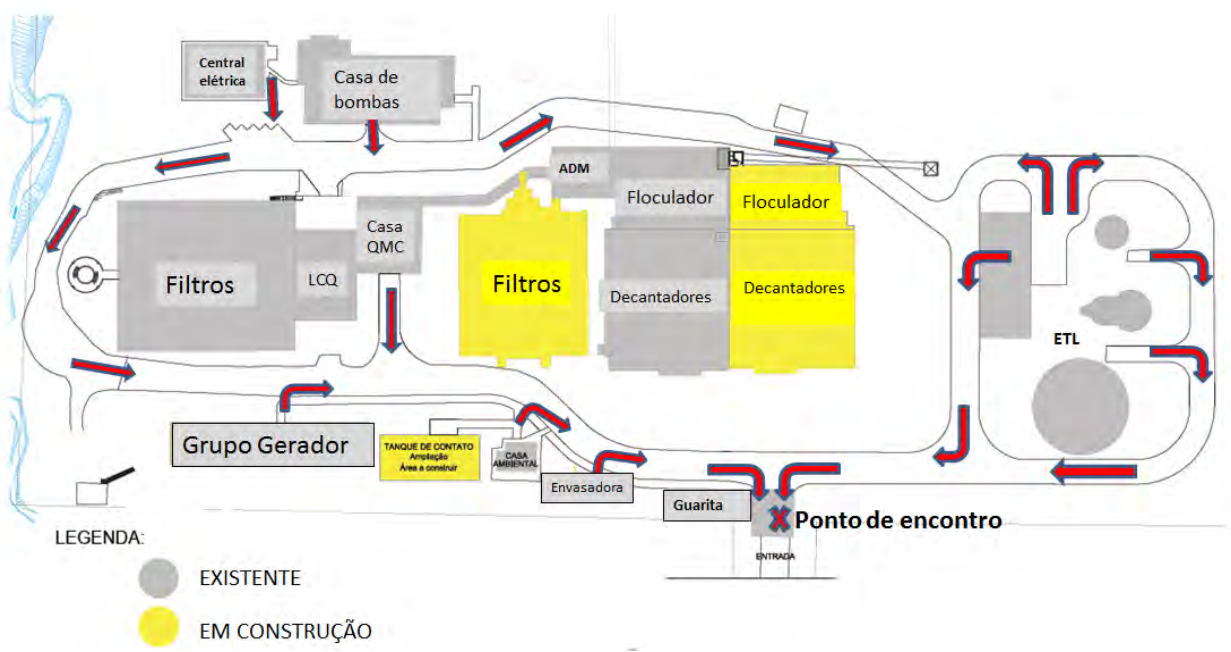 Central
elétrica
Casa de
bombas
ADM
Floculador
Floculador
Casa
QMC
Filtros
LCQ
Filtros
Decantadores
Decantadores
ETL
Grupo Gerador
TANQUE DE CONTATO
Ampliação
Área a construir
CASA
AMBIENTAL
Envasadora
Guarita
Ponto de encontro
ENTRADA
LEGENDA:
EXISTENTE
EM CONSTRUÇÃO